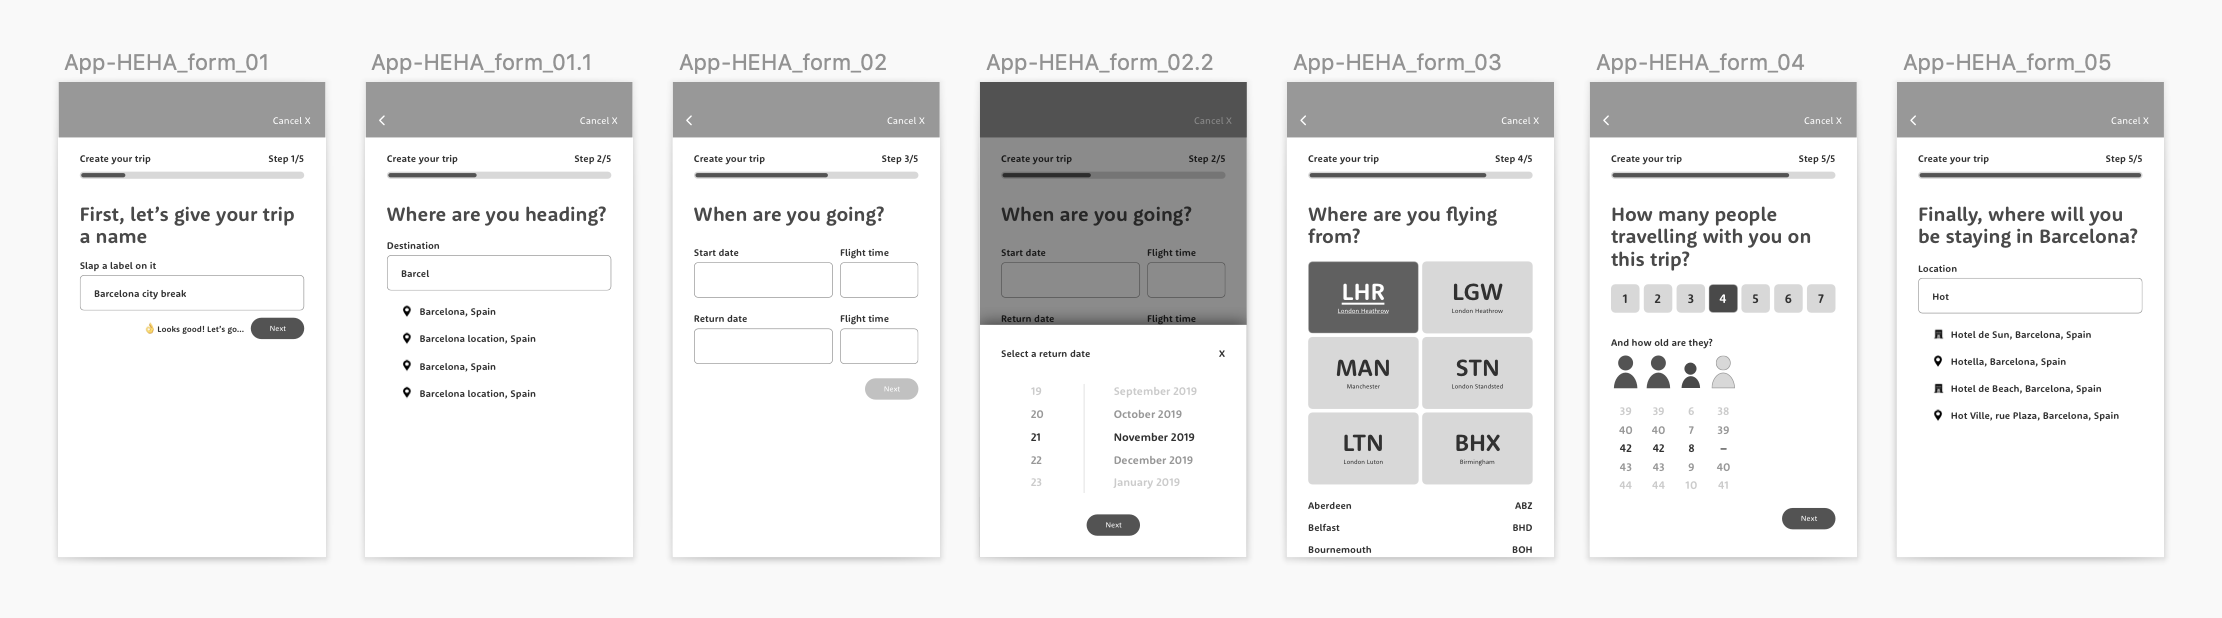 App-HEHA_form_01
Cancel X
Create your trip
Step 1/5
First, let's give your trip
a name
Slap a label on it
Barcelona city break
👌 Looks good! Let's go...
Next
App-HEHA_form_01.1
Cancel X
Create your trip
Step 2/5
Where are you heading?
Destination
Barcel
Barcelona, Spain
Barcelona location, Spain
Barcelona, Spain
Barcelona location, Spain
App-HEHA_form_02
Cancel X
Create your trip
Step 3/5
When are you going?
Start date
Flight time
Return date
Flight time
Next
App-HEHA_form_02.2
Cancel X
Create your trip
Step 2/5
When are you going?
Start date
Flight time
Return date
Flight time
Select a return date
X
19 September 2019
20 October 2019
21 November 2019
22 December 2019
23 January 2019
Next
App-HEHA_form_03
Cancel X
Create your trip
Step 4/5
Where are you flying
from?
LHR
London Heathrow
LGW
London Heathrow
MAN
Manchester
STN
London Standsted
LTN
London Luton
BHX
Birmingham
Aberdeen ABZ
Belfast BHD
Bournemouth BOH
App-HEHA_form_04
Cancel X
Create your trip
Step 5/5
How many people
travelling with you on
this trip?
1 2 3 4 5 6 7
And how old are they?
39 39 6 38
40 40 7 39
42 42 8 –
43 43 9 40
44 44 10 41
Next
App-HEHA_form_05
Cancel X
Create your trip
Step 5/5
Finally, where will you
be staying in Barcelona?
Location
Hot
Hotel de Sun, Barcelona, Spain
Hotella, Barcelona, Spain
Hotel de Beach, Barcelona, Spain
Hot Ville, rue Plaza, Barcelona, Spain